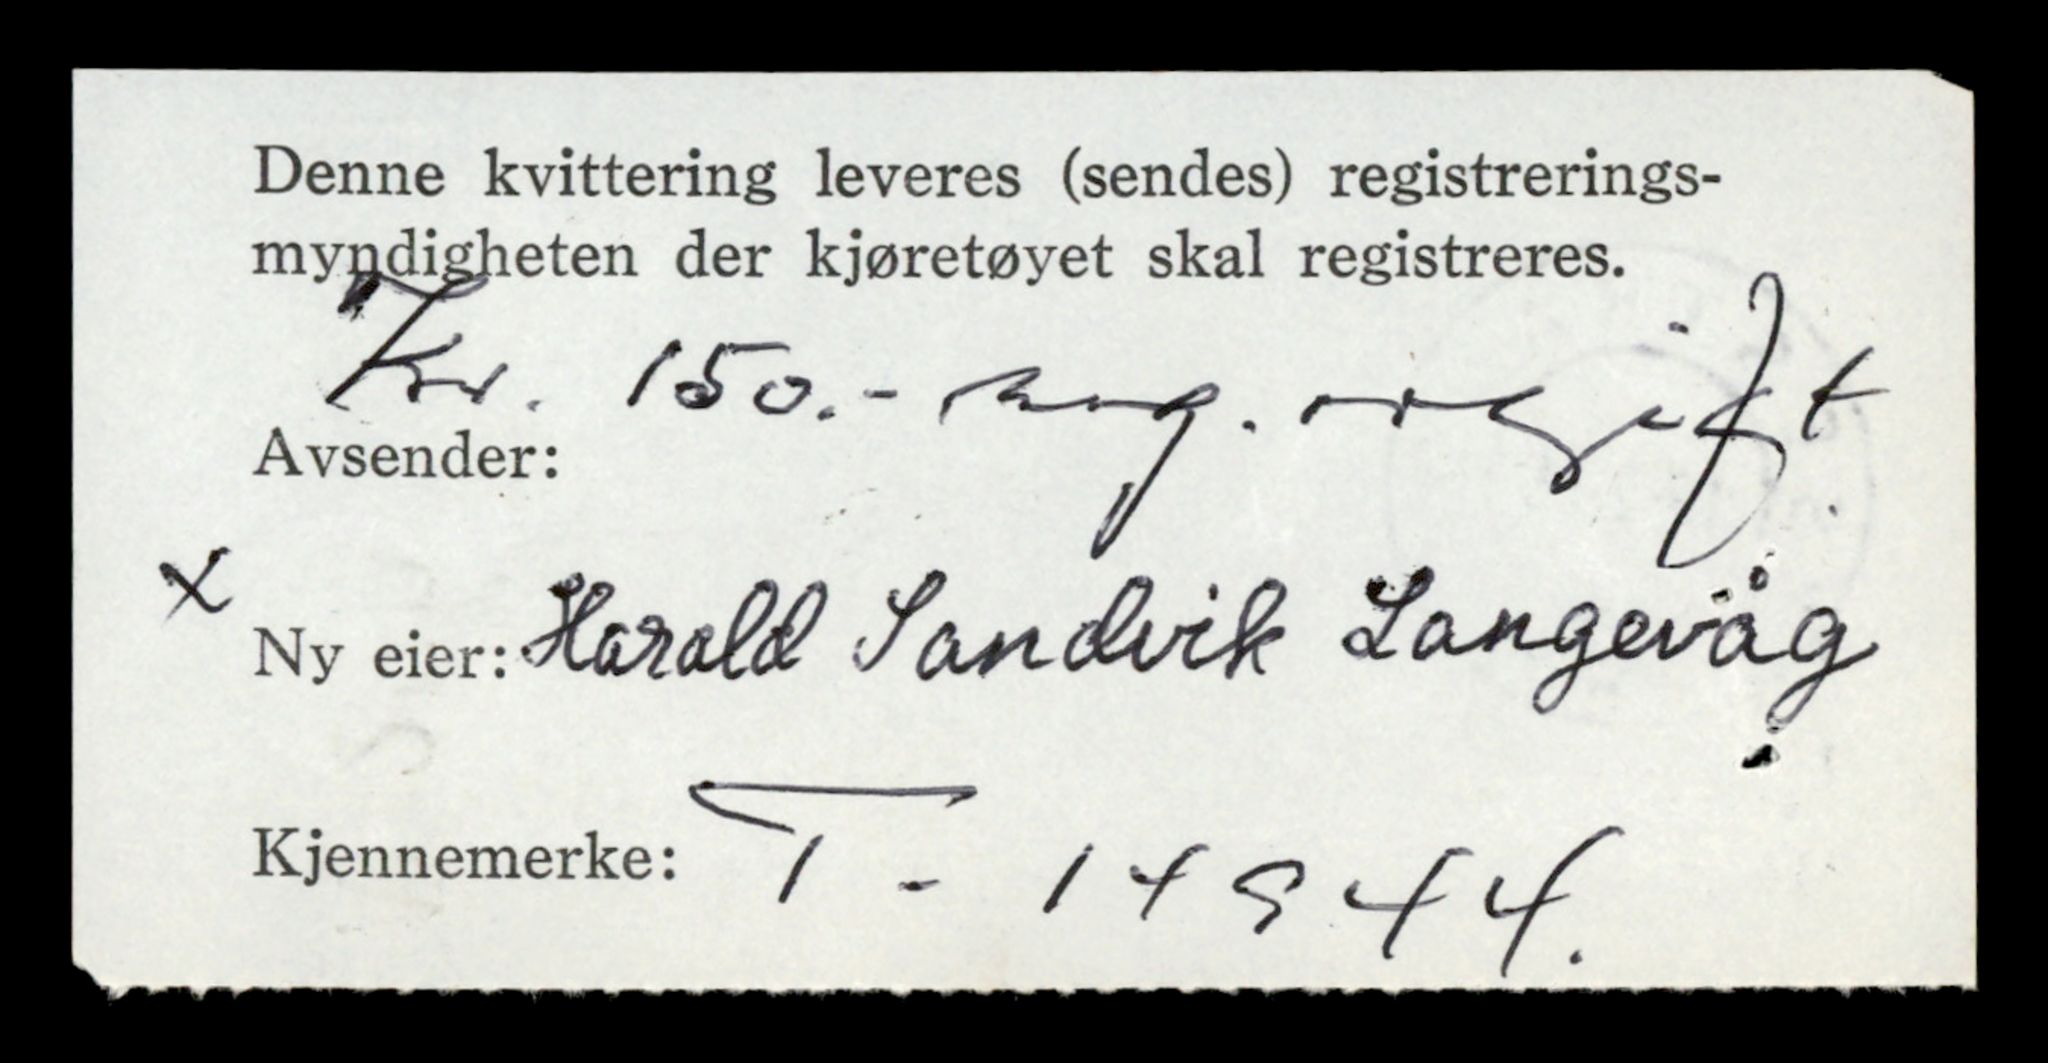 Denne kvittering leveres (sendes) registrerings-
myndigheten der kjøretøyet skal registreres.
Kr. 150.- reg. avgift
Avsender:
x
Ny eier: Harald Sandvik Langevåg
Kjennemerke: T - 14944.